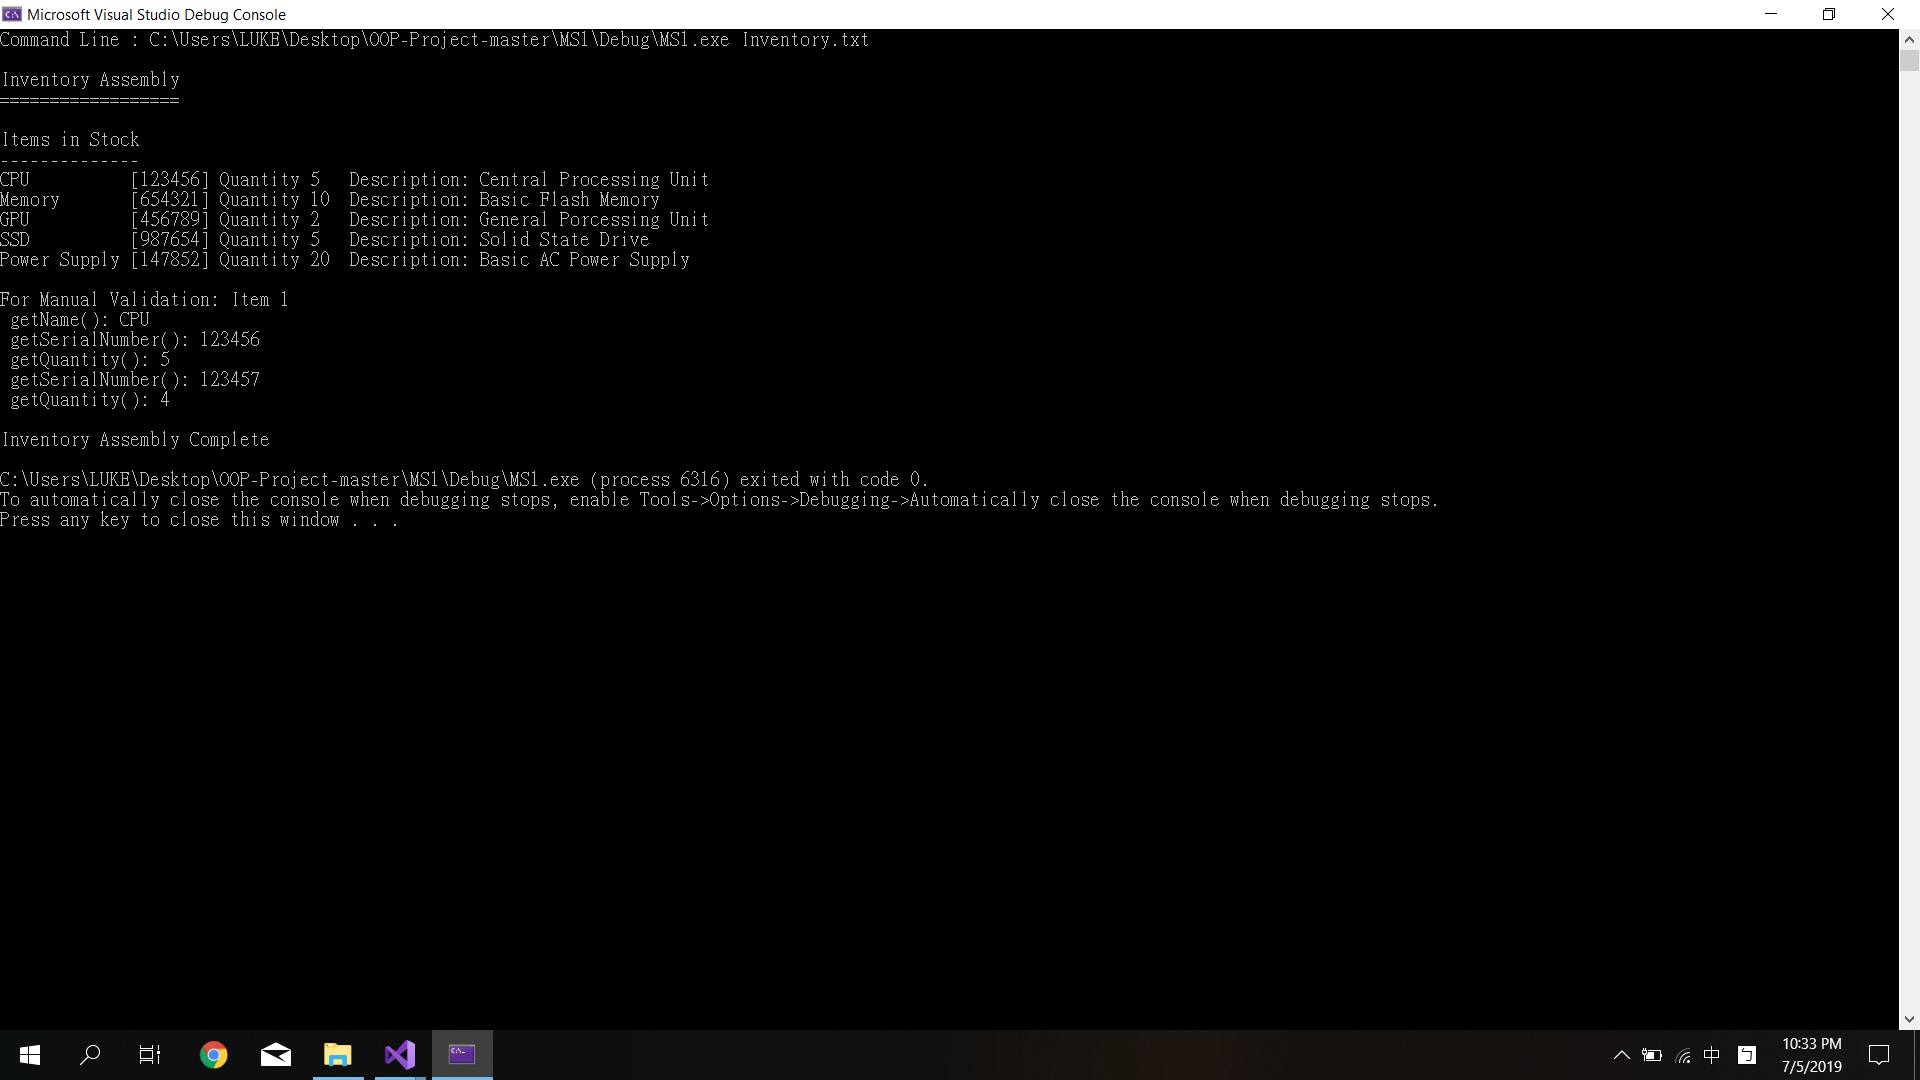 Microsoft Visual Studio Debug Console
Command Line : C:\Users\LUKE\Desktop\OOP-Project-master\MS1\Debug\MS1.exe Inventory.txt
Inventory Assembly
==================
Items in Stock
--------------
CPU          [123456] Quantity 5   Description: Central Processing Unit
Memory       [654321] Quantity 10  Description: Basic Flash Memory
GPU          [456789] Quantity 2   Description: General Porcessing Unit
SSD          [987654] Quantity 5   Description: Solid State Drive
Power Supply [147852] Quantity 20  Description: Basic AC Power Supply
For Manual Validation: Item 1
 getName(): CPU
 getSerialNumber(): 123456
 getQuantity(): 5
 getSerialNumber(): 123457
 getQuantity(): 4
Inventory Assembly Complete
C:\Users\LUKE\Desktop\OOP-Project-master\MS1\Debug\MS1.exe (process 6316) exited with code 0.
To automatically close the console when debugging stops, enable Tools->Options->Debugging->Automatically close the console when debugging stops.
Press any key to close this window . . .
中 ㄅ 10:33 PM
7/5/2019